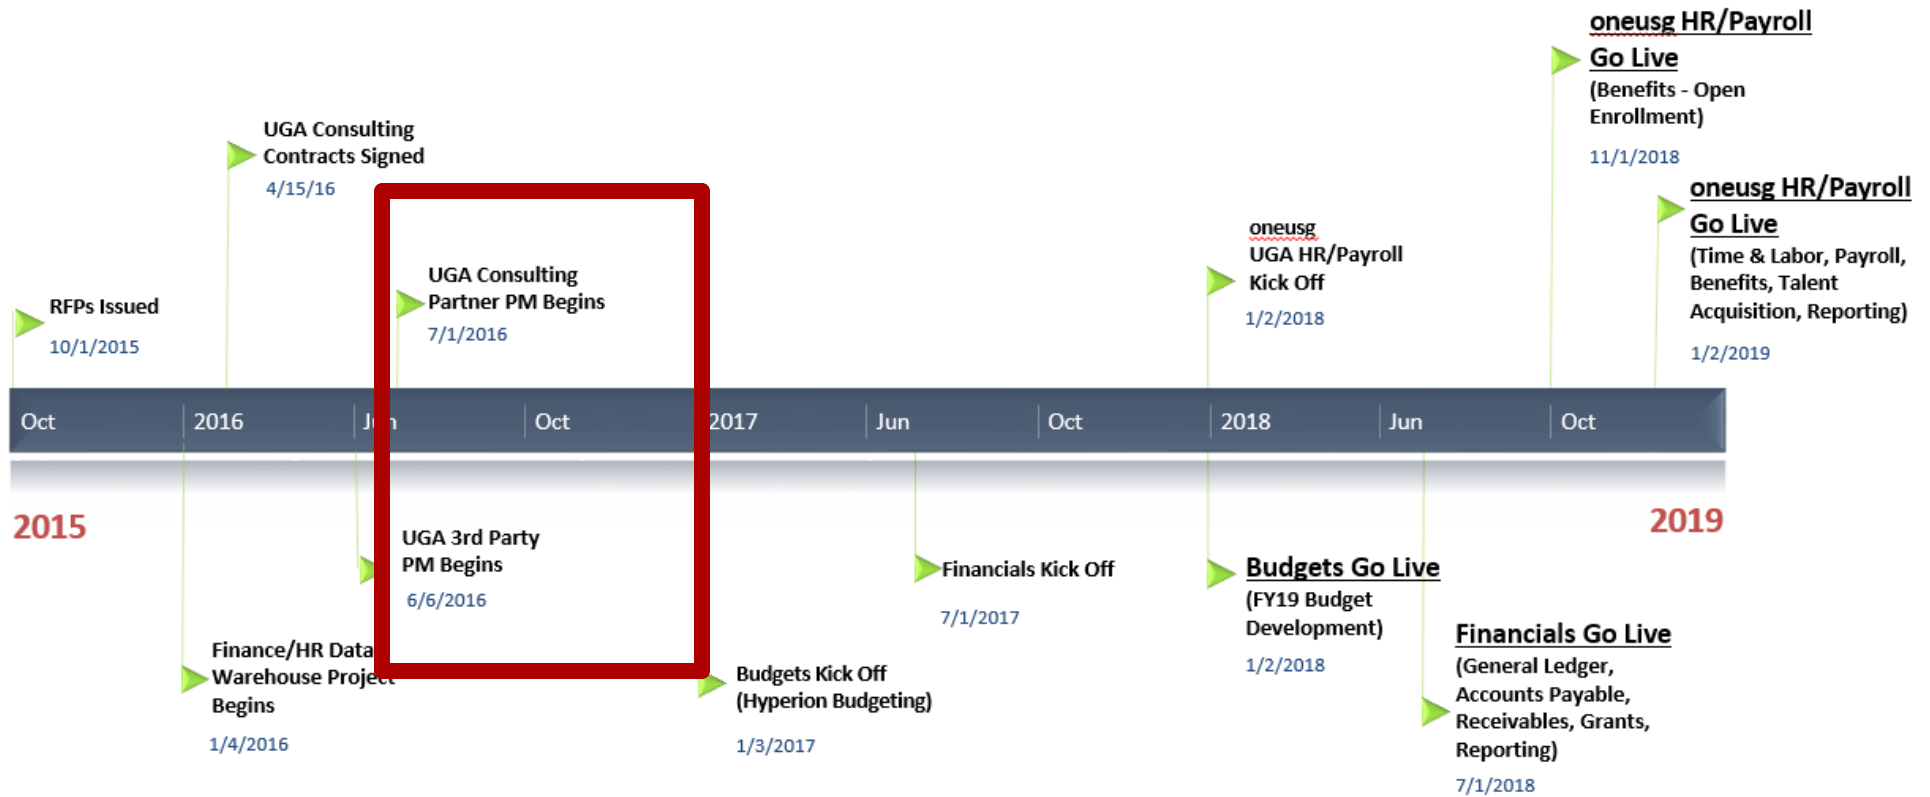 oneusg HR/Payroll
Go Live
(Benefits - Open
Enrollment)
11/1/2018
UGA Consulting
Contracts Signed
4/15/16
oneusg HR/Payroll
Go Live
(Time & Labor, Payroll,
Benefits, Talent
Acquisition, Reporting)
1/2/2019
oneusg
UGA HR/Payroll
Kick Off
1/2/2018
UGA Consulting
Partner PM Begins
7/1/2016
RFPs Issued
10/1/2015
Oct 2016 Jun Oct 2017 Jun Oct 2018 Jun Oct
2015
2019
UGA 3rd Party
PM Begins
6/6/2016
Financials Kick Off
7/1/2017
Budgets Go Live
(FY19 Budget
Development)
1/2/2018
Finance/HR Data
Warehouse Project
Begins
1/4/2016
Budgets Kick Off
(Hyperion Budgeting)
1/3/2017
Financials Go Live
(General Ledger,
Accounts Payable,
Receivables, Grants,
Reporting)
7/1/2018